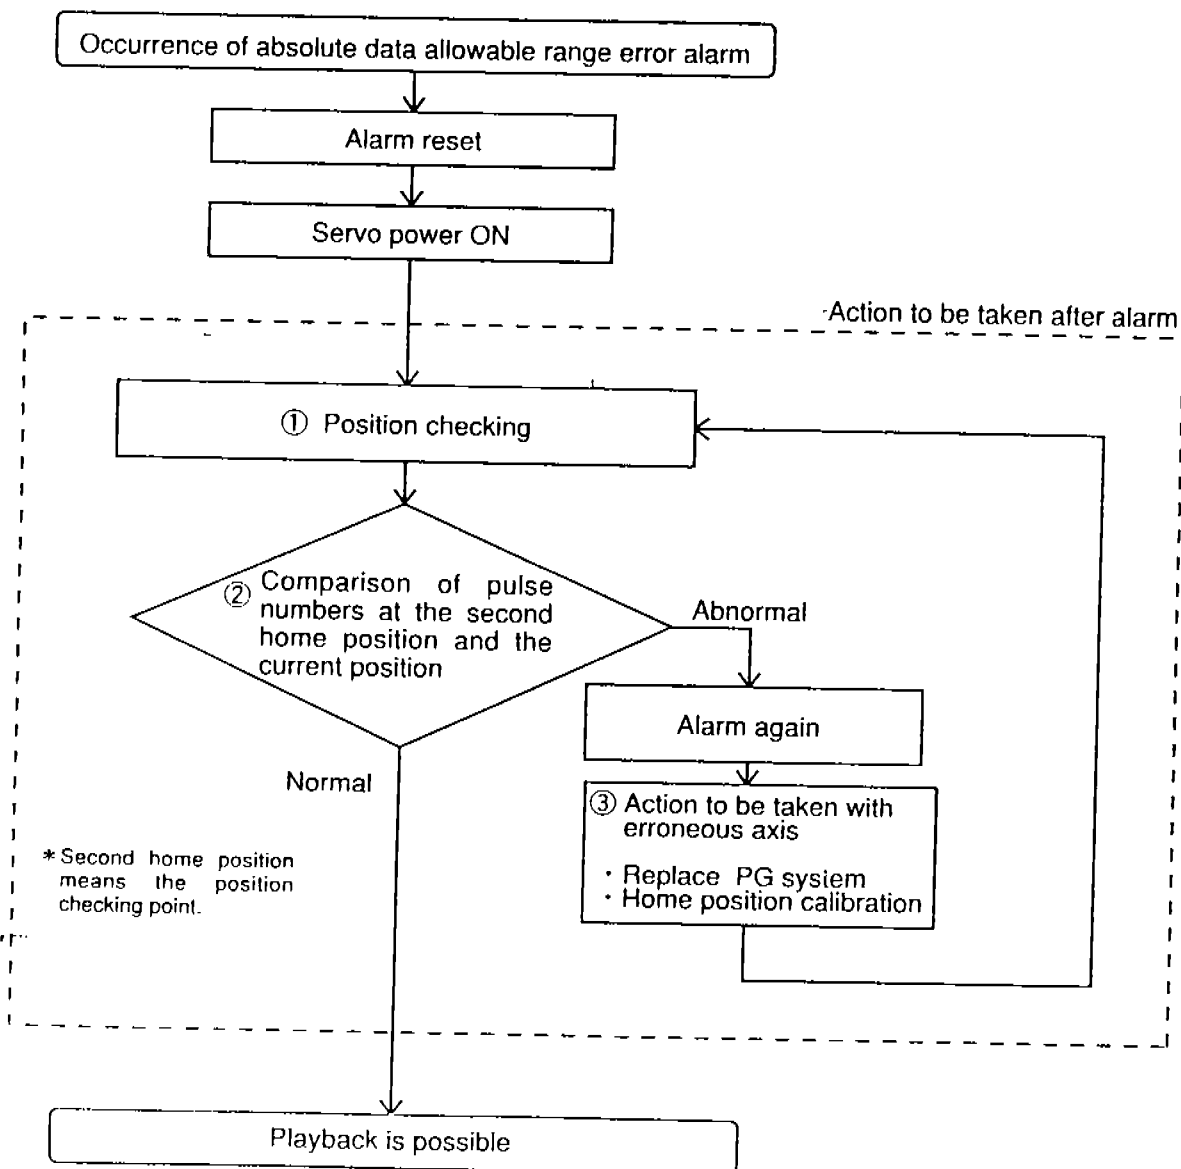 Occurrence of absolute data allowable range error alarm
Alarm reset
Servo power ON
Action to be taken after alarm
① Position checking
② Comparison of pulse
numbers at the second
home position and the
current position
Abnormal
Alarm again
Normal
③ Action to be taken with
erroneous axis
・ Replace PG system
・ Home position calibration
* Second home position
means the position
checking point.
Playback is possible